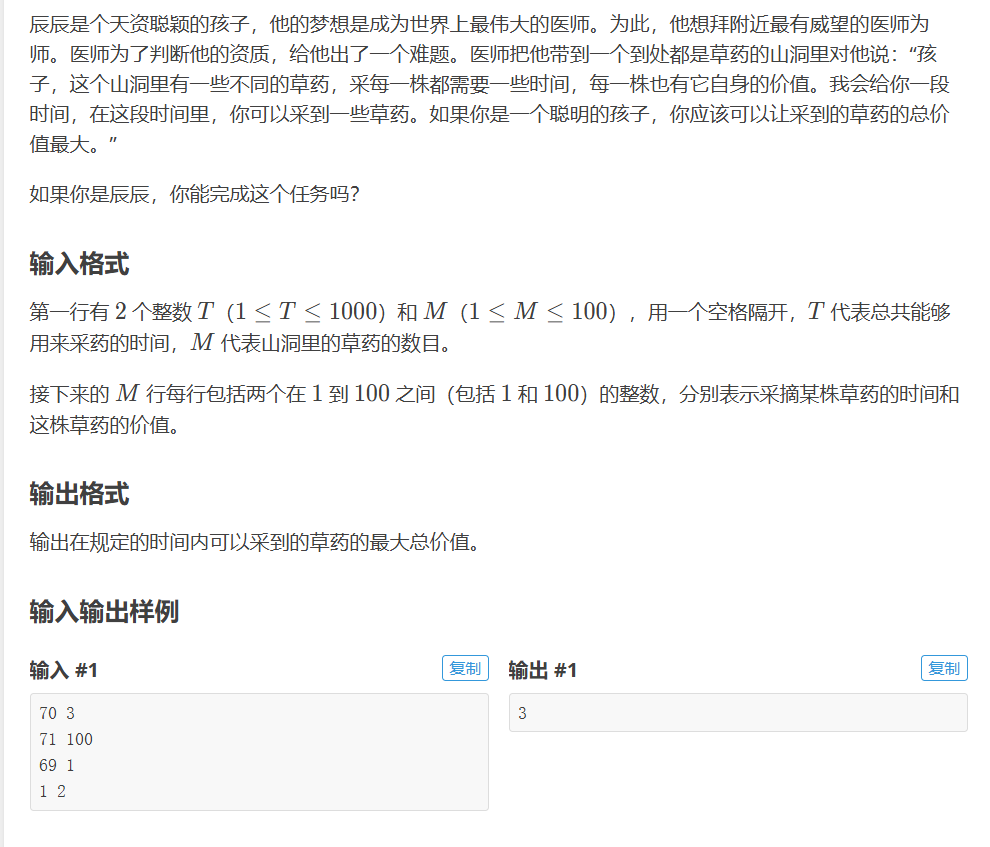 辰辰是个天资聪颖的孩子，他的梦想是成为世界上最伟大的医师。为此，他想拜附近最有威望的医师为
师。医师为了判断他的资质，给他出了一个难题。医师把他带到一个到处都是草药的山洞里对他说：“孩
子，这个山洞里有一些不同的草药，采每一株都需要一些时间，每一株也有它自身的价值。我会给你一段
时间，在这段时间里，你可以采到一些草药。如果你是一个聪明的孩子，你应该可以让采到的草药的总价
值最大。”
如果你是辰辰，你能完成这个任务吗？
输入格式
第一行有 2 个整数 T（1 ≤ T ≤ 1000）和 M（1 ≤ M ≤ 100），用一个空格隔开，T 代表总共能够
用来采药的时间，M 代表山洞里的草药的数目。
接下来的 M 行每行包括两个在 1 到 100 之间（包括 1 和 100）的整数，分别表示采摘某株草药的时间和
这株草药的价值。
输出格式
输出在规定的时间内可以采到的草药的最大总价值。
输入输出样例
输入 #1
复制
70 3
71 100
69 1
1 2
输出 #1
复制
3